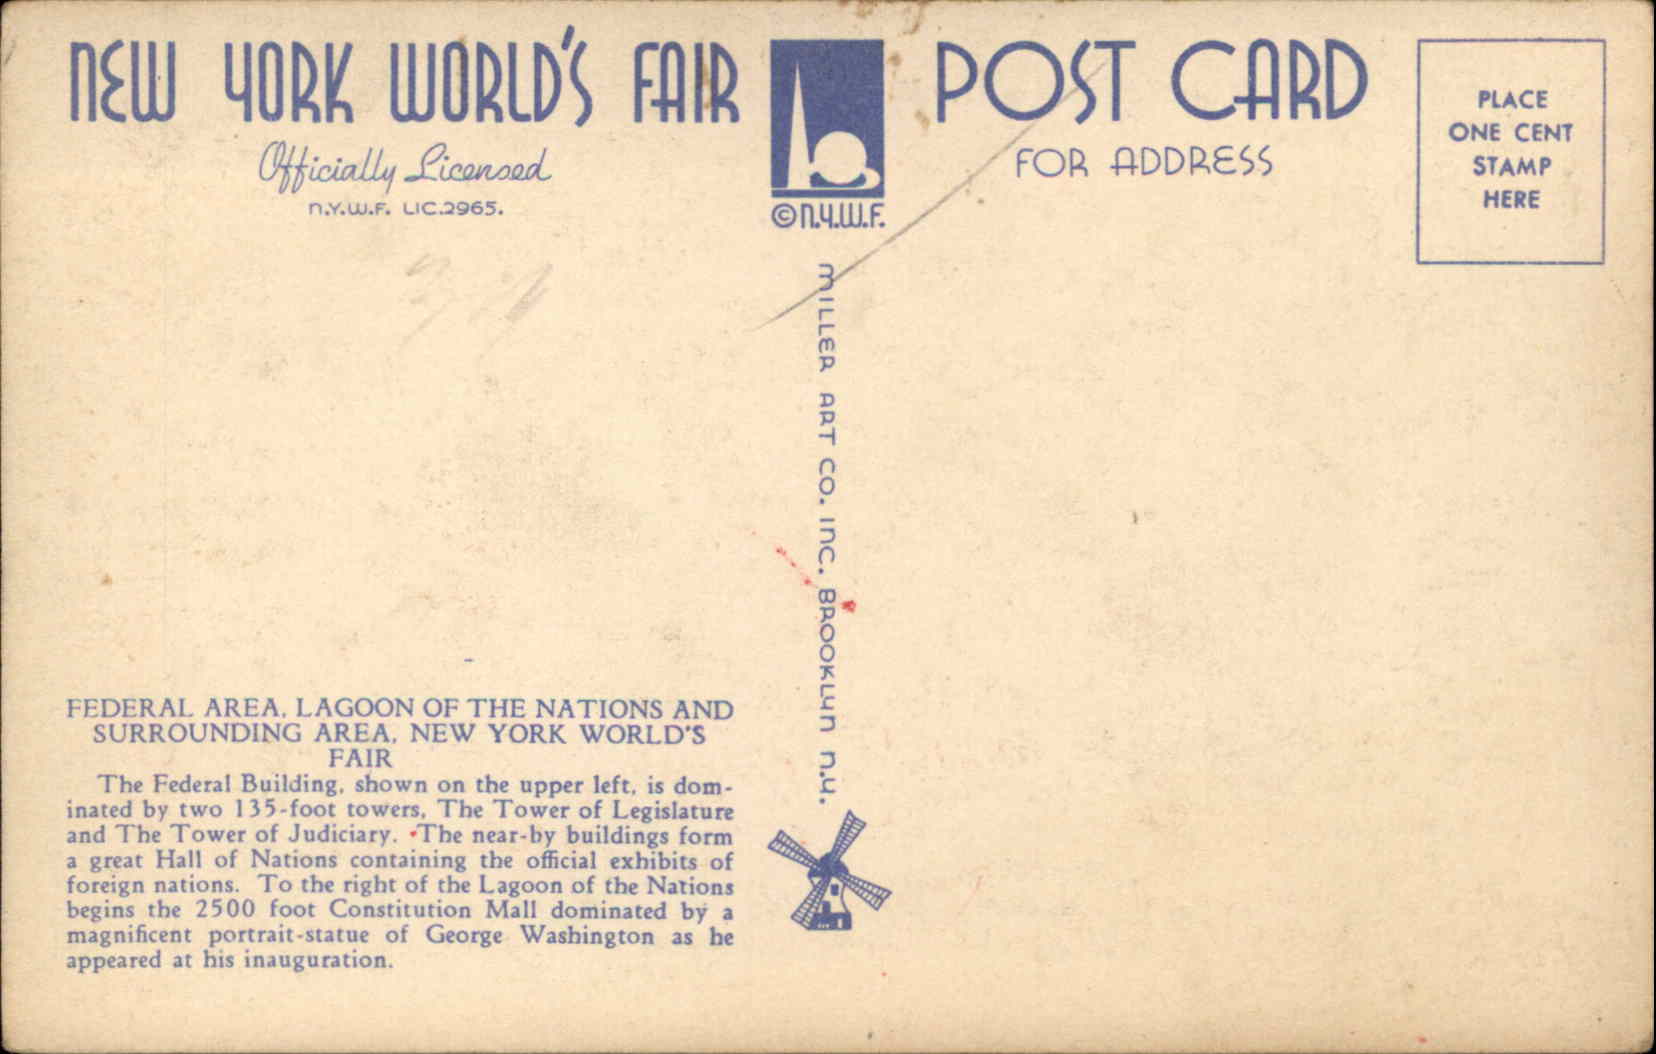 NEW YORK WORLD'S FAIR
Officially Licensed
N.Y.W.F. LIC.2965.
©N.Y.W.F.
POST CARD
FOR ADDRESS
PLACE
ONE CENT
STAMP
HERE
MILLER ART CO. INC. BROOKLYN N.Y.
FEDERAL AREA, LAGOON OF THE NATIONS AND
SURROUNDING AREA, NEW YORK WORLD'S
FAIR
The Federal Building, shown on the upper left, is dom-
inated by two 135-foot towers, The Tower of Legislature
and The Tower of Judiciary. The near-by buildings form
a great Hall of Nations containing the official exhibits of
foreign nations. To the right of the Lagoon of the Nations
begins the 2500 foot Constitution Mall dominated by a
magnificent portrait-statue of George Washington as he
appeared at his inauguration.